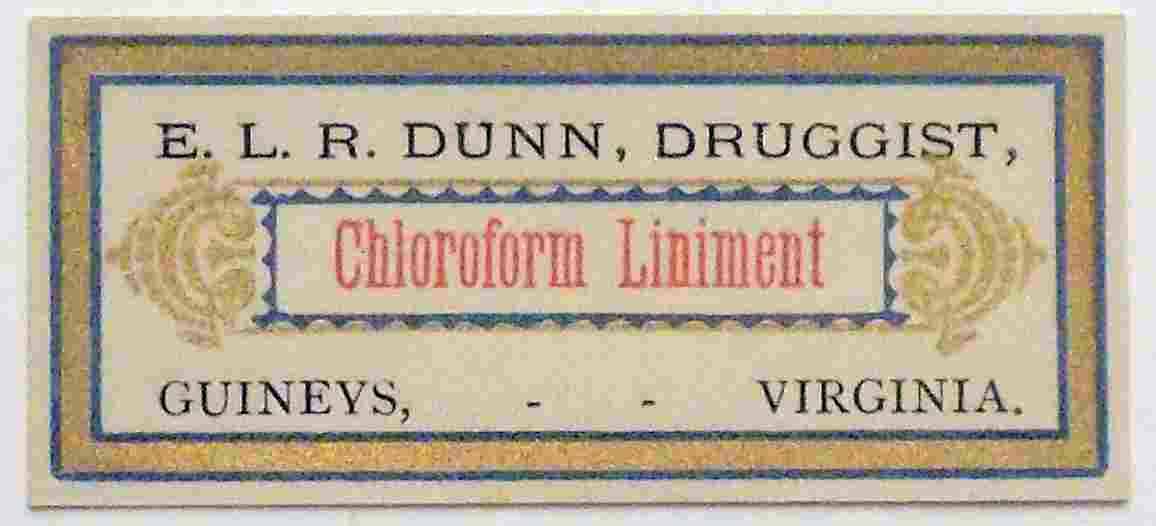 E. L. R. DUNN, DRUGGIST,
Chloroform Liniment
GUINEYS, - - VIRGINIA.